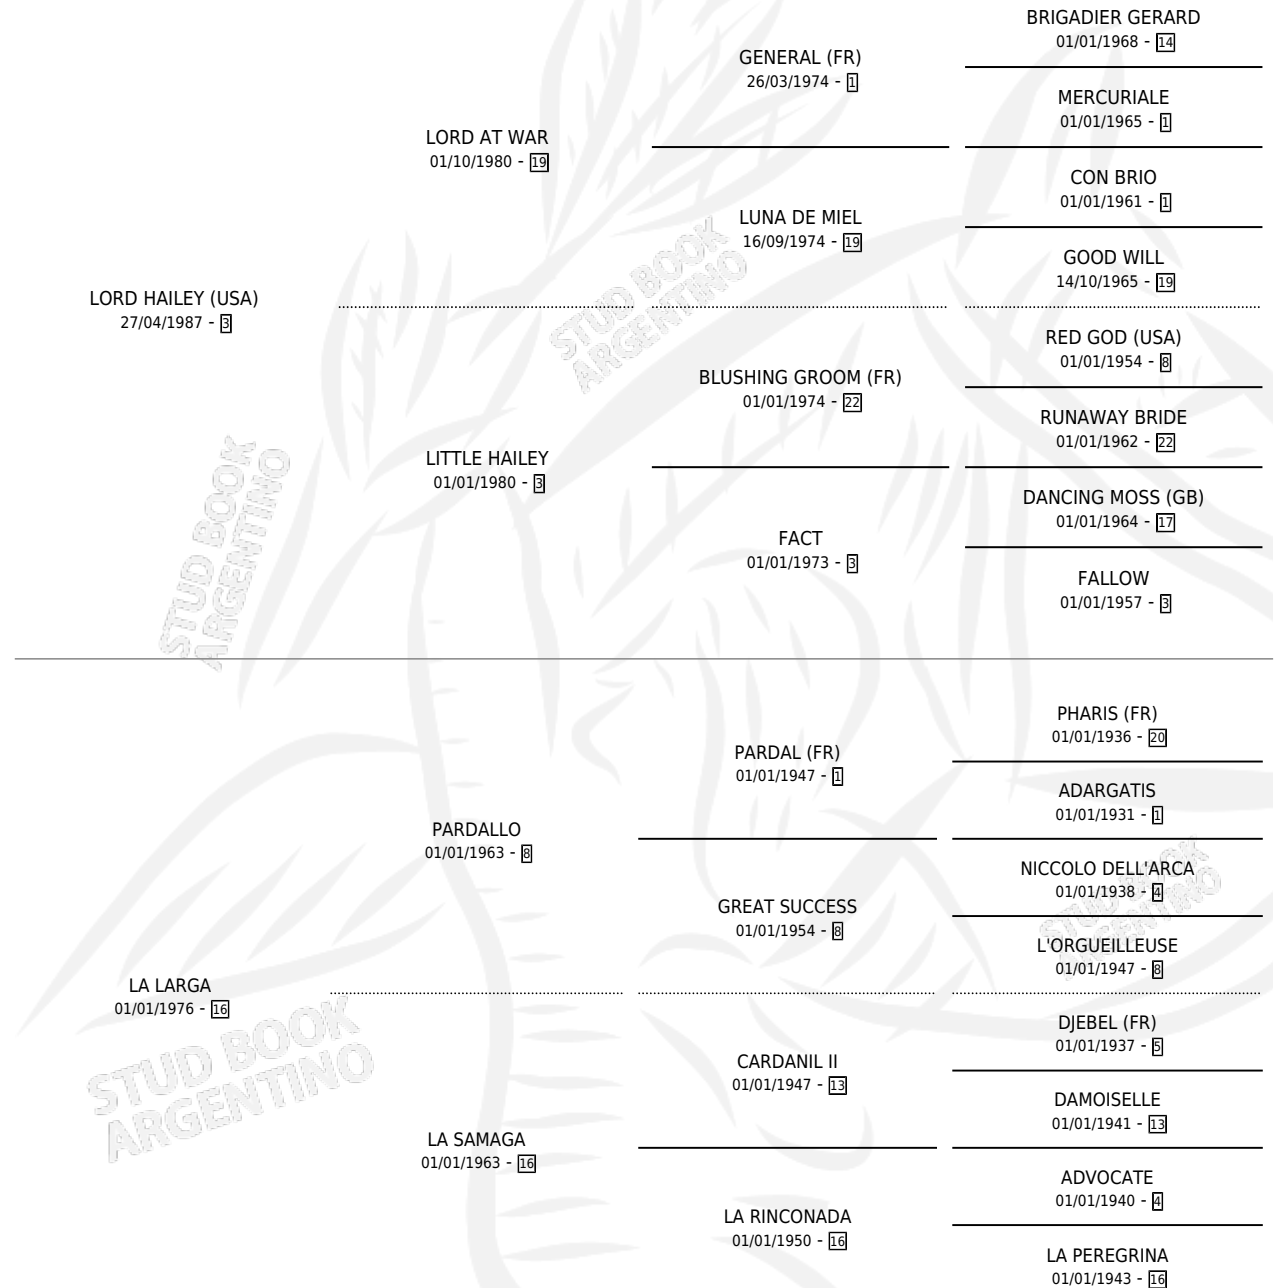 BRIGADIER GERARD
01/01/1968 - 14
GENERAL (FR)
26/03/1974 - 1
MERCURIALE
01/01/1965 - 1
LORD AT WAR
01/10/1980 - 19
CON BRIO
01/01/1961 - 1
LUNA DE MIEL
16/09/1974 - 19
GOOD WILL
14/10/1965 - 19
LORD HAILEY (USA)
27/04/1987 - 3
RED GOD (USA)
01/01/1954 - 8
BLUSHING GROOM (FR)
01/01/1974 - 22
RUNAWAY BRIDE
01/01/1962 - 22
LITTLE HAILEY
01/01/1980 - 3
DANCING MOSS (GB)
01/01/1964 - 17
FACT
01/01/1973 - 3
FALLOW
01/01/1957 - 3
STUD BOOK
ARGENTINO
STUD BOOK
ARGENTINO
PHARIS (FR)
01/01/1936 - 20
PARDAL (FR)
01/01/1947 - 1
ADARGATIS
01/01/1931 - 1
PARDALLO
01/01/1963 - 8
NICCOLO DELL'ARCA
01/01/1938 - 4
GREAT SUCCESS
01/01/1954 - 8
L'ORGUEILLEUSE
01/01/1947 - 8
STUD BOOK
ARGENTINO
LA LARGA
01/01/1976 - 16
DJEBEL (FR)
01/01/1937 - 5
CARDANIL II
01/01/1947 - 13
DAMOISELLE
01/01/1941 - 13
STUD BOOK
ARGENTINO
LA SAMAGA
01/01/1963 - 16
ADVOCATE
01/01/1940 - 4
LA RINCONADA
01/01/1950 - 16
LA PEREGRINA
01/01/1943 - 16